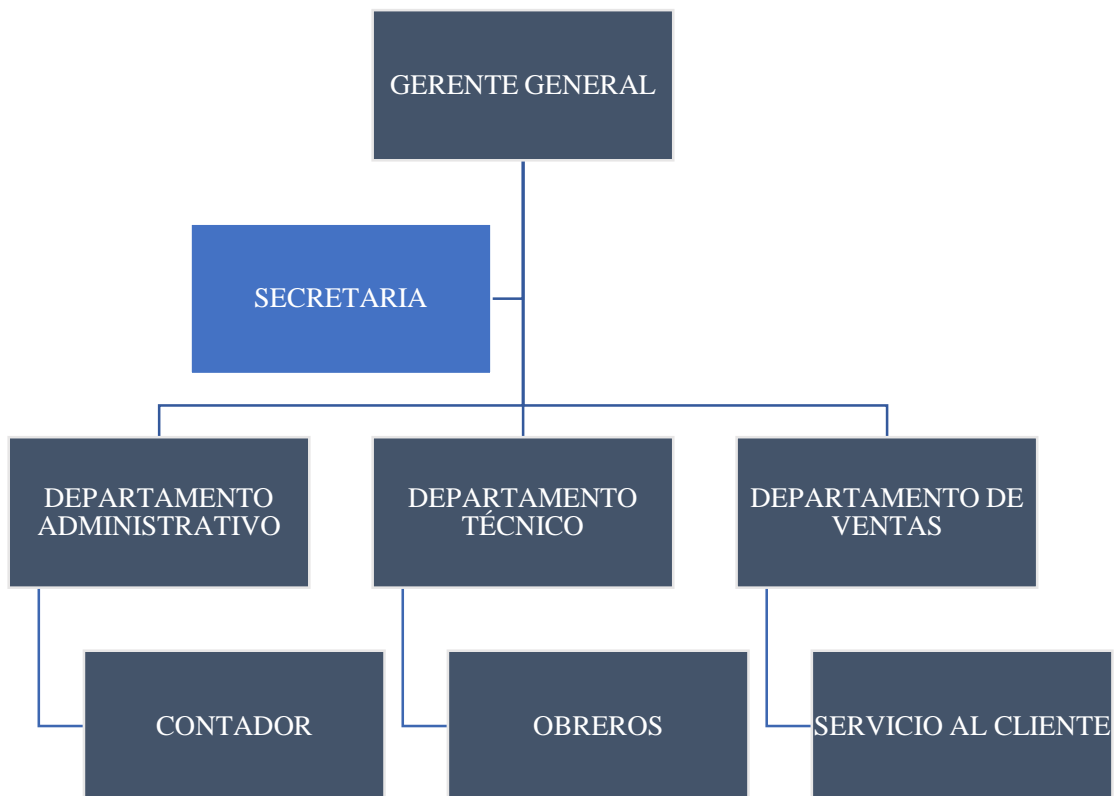 GERENTE GENERAL
SECRETARIA
DEPARTAMENTO
ADMINISTRATIVO
DEPARTAMENTO
TÉCNICO
DEPARTAMENTO DE
VENTAS
CONTADOR
OBREROS
SERVICIO AL CLIENTE